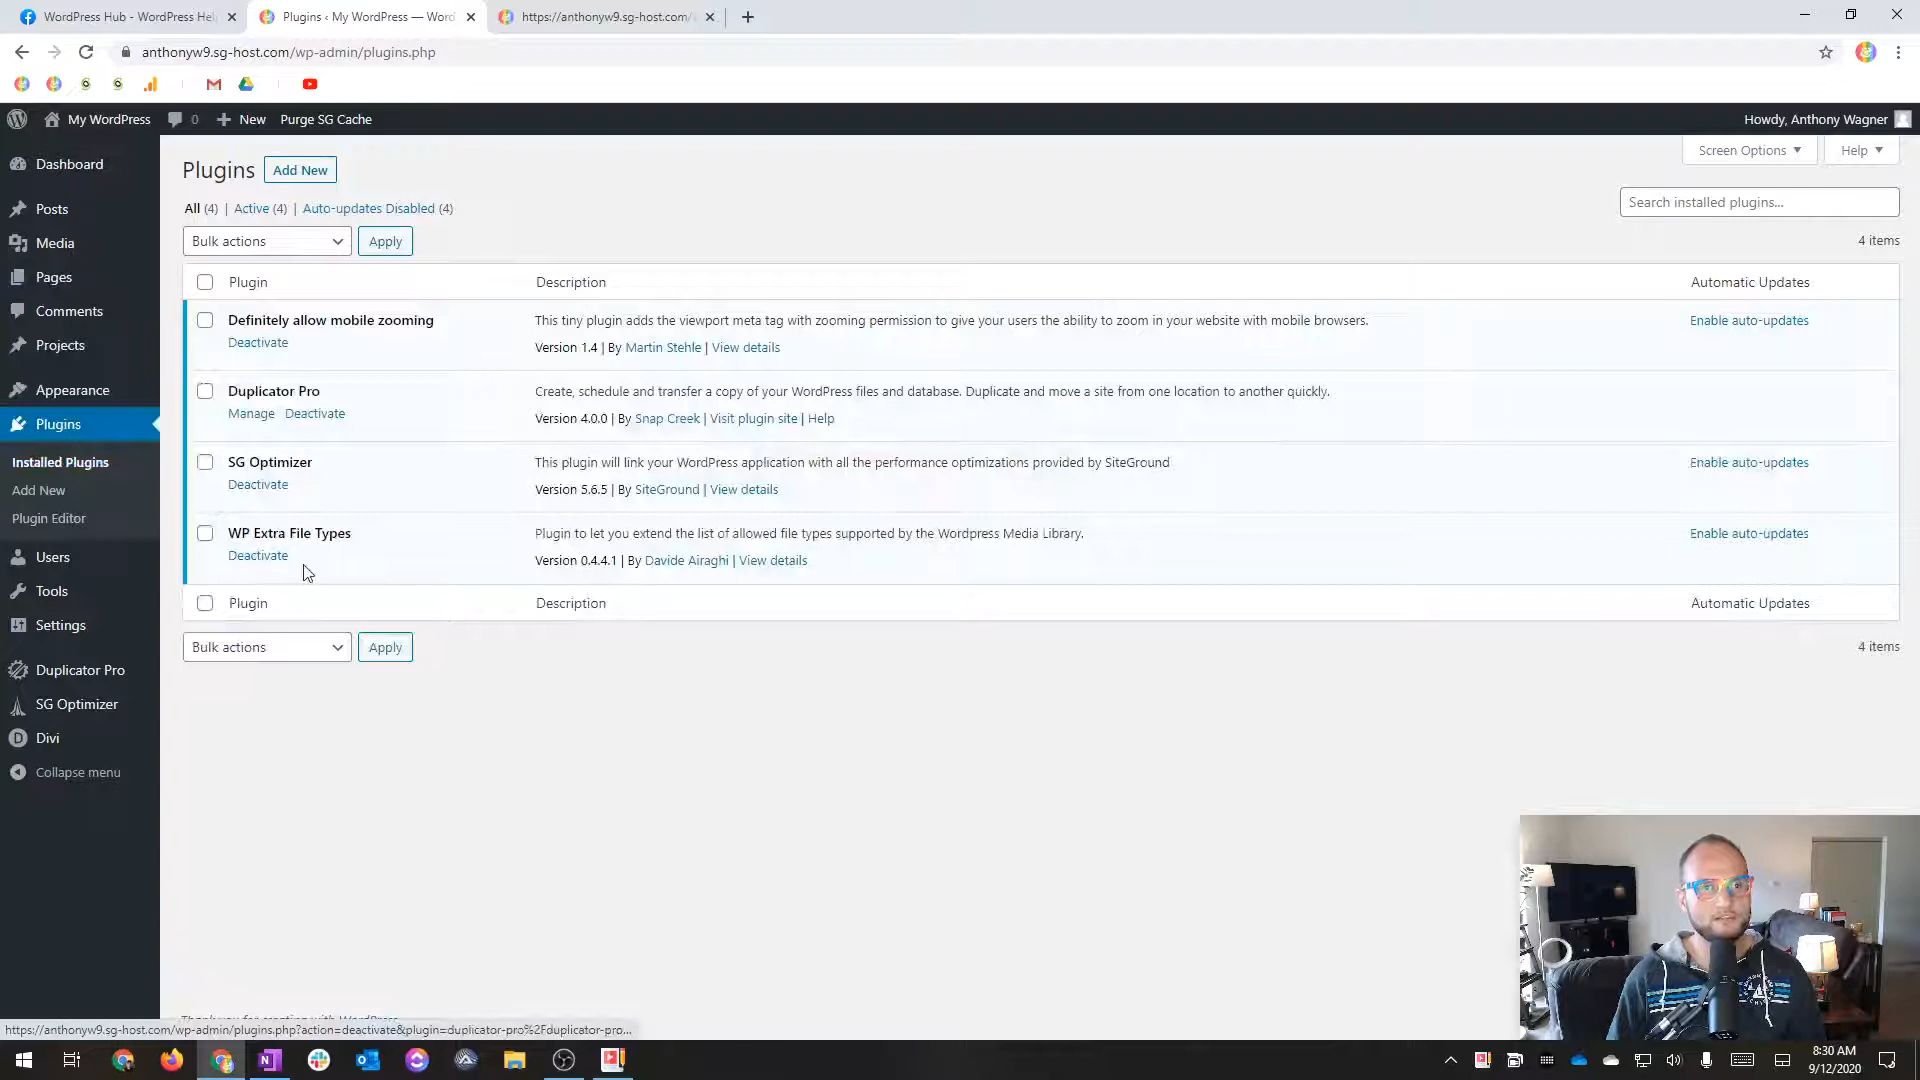 WordPress Hub - WordPress Hel
Plugins ‹ My WordPress — Word
https://anthonyw9.sg-host.com/
anthonyw9.sg-host.com/wp-admin/plugins.php
My WordPress
0
New
Purge SG Cache
Howdy, Anthony Wagner
Dashboard
Posts
Media
Pages
Comments
Projects
Appearance
Plugins
Installed Plugins
Add New
Plugin Editor
Users
Tools
Settings
Duplicator Pro
SG Optimizer
D Divi
Collapse menu
Screen Options
Help
Plugins
Add New
All (4) | Active (4) | Auto-updates Disabled (4)
Search installed plugins...
Bulk actions
Apply
4 items
Plugin
Description
Automatic Updates
Definitely allow mobile zooming
Deactivate
This tiny plugin adds the viewport meta tag with zooming permission to give your users the ability to zoom in your website with mobile browsers.
Version 1.4 | By Martin Stehle | View details
Enable auto-updates
Duplicator Pro
Manage Deactivate
Create, schedule and transfer a copy of your WordPress files and database. Duplicate and move a site from one location to another quickly.
Version 4.0.0 | By Snap Creek | Visit plugin site | Help
SG Optimizer
Deactivate
This plugin will link your WordPress application with all the performance optimizations provided by SiteGround
Version 5.6.5 | By SiteGround | View details
Enable auto-updates
WP Extra File Types
Deactivate
Plugin to let you extend the list of allowed file types supported by the Wordpress Media Library.
Version 0.4.4.1 | By Davide Airaghi | View details
Enable auto-updates
Plugin
Description
Automatic Updates
Bulk actions
Apply
4 items
https://anthonyw9.sg-host.com/wp-admin/plugins.php?action=deactivate&plugin=duplicator-pro%2Fduplicator-pro...
8:30 AM
9/12/2020